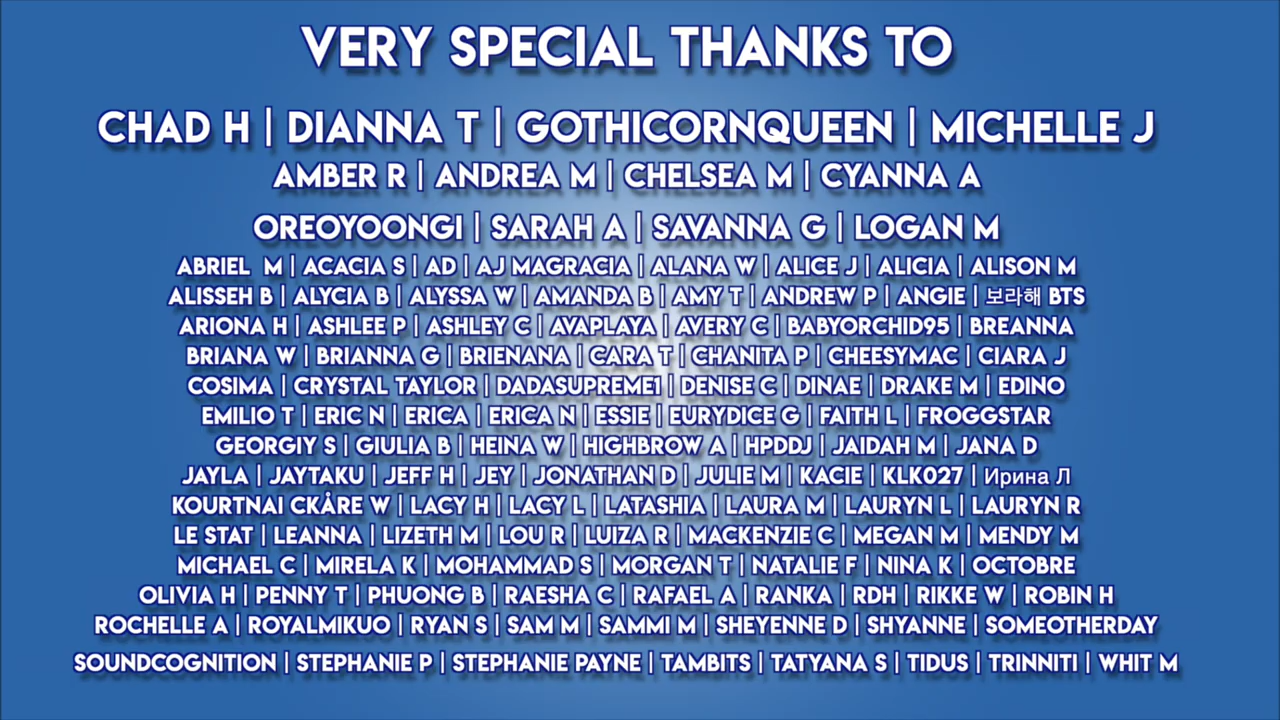 VERY SPECIAL THANKS TO
CHAD H | DIANNA T | GOTHICORNQUEEN | MICHELLE J
AMBER R | ANDREA M | CHELSEA M | CYANNA A
OREOYOONGI | SARAH A | SAVANNA G | LOGAN M
ABRIEL M | ACACIA S | AD | AJ MAGRACIA | ALANA W | ALICE J | ALICIA | ALISON M
ALISSEH B | ALYCIA B | ALYSSA W | AMANDA B | AMY T | ANDREW P | ANGIE | 보라해 BTS
ARIONA H | ASHLEE P | ASHLEY C | AVAPLAYA | AVERY C | BABYORCHID95 | BREANNA
BRIANA W | BRIANNA G | BRIENANA | CARA T | CHANITA P | CHEESYMAC | CIARA J
COSIMA | CRYSTAL TAYLOR | DADASUPREME1 | DENISE C | DINAE | DRAKE M | EDINO
EMILIO T | ERIC N | ERICA | ERICA N | ESSIE | EURYDICE G | FAITH L | FROGGSTAR
GEORGIY S | GIULIA B | HEINA W | HIGHBROW A | HPDDJ | JAIDAH M | JANA D
JAYLA | JAYTAKU | JEFF H | JEY | JONATHAN D | JULIE M | KACIE | KLK027 | Ирина Л
KOURTNAI CKÅRE W | LACY H | LACY L | LATASHIA | LAURA M | LAURYN L | LAURYN R
LE STAT | LEANNA | LIZETH M | LOU R | LUIZA R | MACKENZIE C | MEGAN M | MENDY M
MICHAEL C | MIRELA K | MOHAMMAD S | MORGAN T | NATALIE F | NINA K | OCTOBRE
OLIVIA H | PENNY T | PHUONG B | RAESHA C | RAFAEL A | RANKA | RDH | RIKKE W | ROBIN H
ROCHELLE A | ROYALMIKUO | RYAN S | SAM M | SAMMI M | SHEYENNE D | SHYANNE | SOMEOTHERDAY
SOUNDCOGNITION | STEPHANIE P | STEPHANIE PAYNE | TAMBITS | TATYANA S | TIDUS | TRINNITI | WHIT M